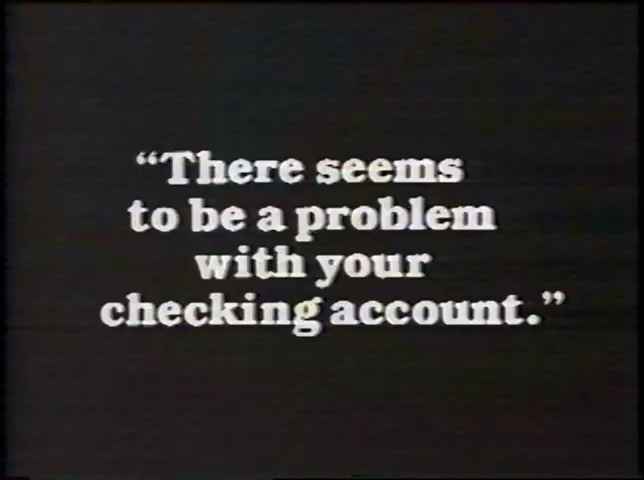 “There seems
to be a problem
with your
checking account.”